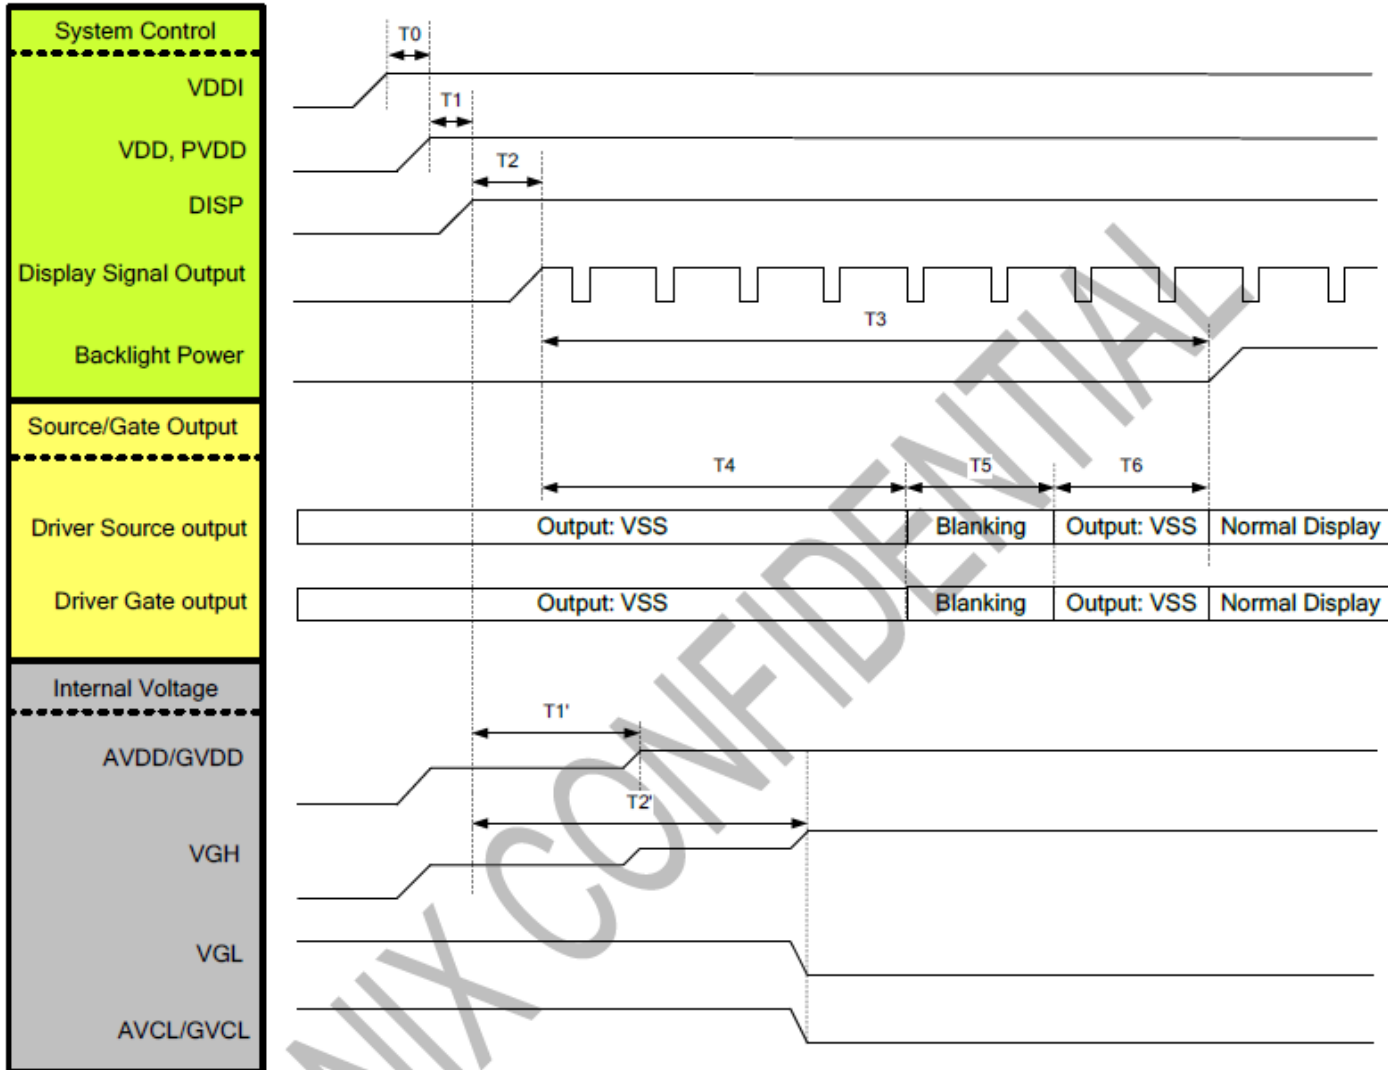 System Control
T0
VDDI
T1
VDD, PVDD
T2
DISP
Display Signal Output
T3
Backlight Power
Source/Gate Output
T4 T5 T6
Driver Source output Output: VSS Blanking Output: VSS Normal Display
Driver Gate output Output: VSS Blanking Output: VSS Normal Display
Internal Voltage
T1'
AVDD/GVDD
T2'
VGH
VGL
AVCL/GVCL
NIX CONFIDENTIAL